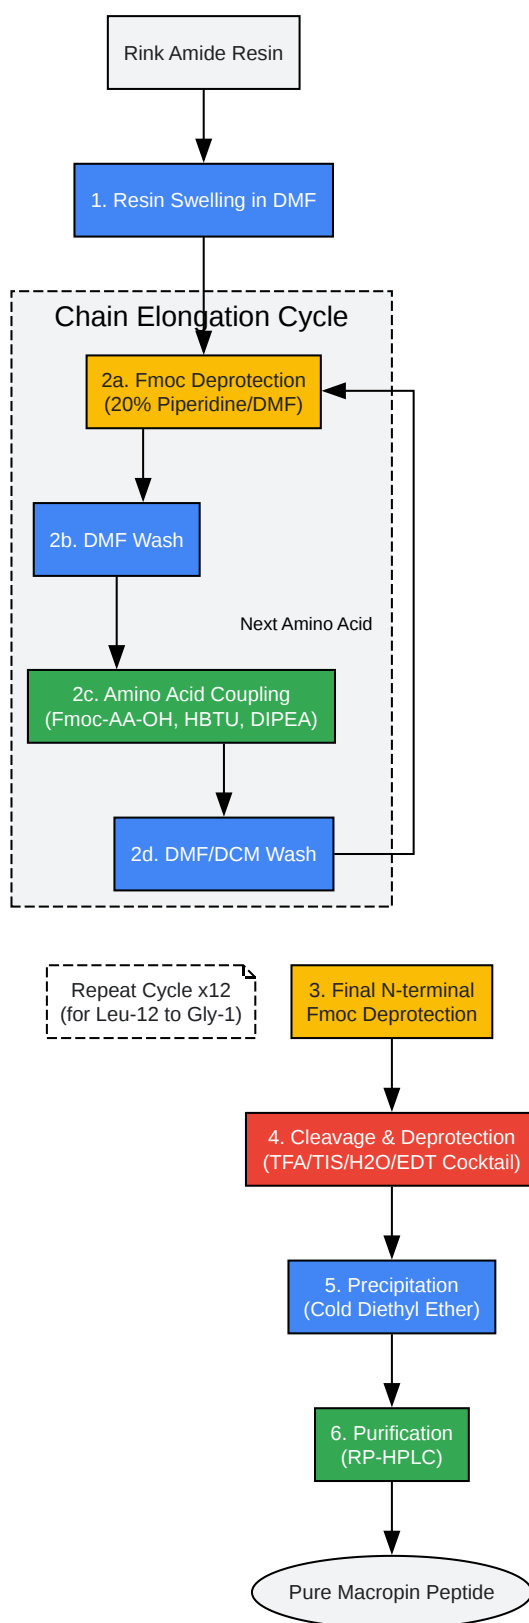 Rink Amide Resin
1. Resin Swelling in DMF
Chain Elongation Cycle
2a. Fmoc Deprotection
(20% Piperidine/DMF)
2b. DMF Wash
Next Amino Acid
2c. Amino Acid Coupling
(Fmoc-AA-OH, HBTU, DIPEA)
2d. DMF/DCM Wash
Repeat Cycle x12
(for Leu-12 to Gly-1)
3. Final N-terminal
Fmoc Deprotection
4. Cleavage & Deprotection
(TFA/TIS/H2O/EDT Cocktail)
5. Precipitation
(Cold Diethyl Ether)
6. Purification
(RP-HPLC)
Pure Macropin Peptide